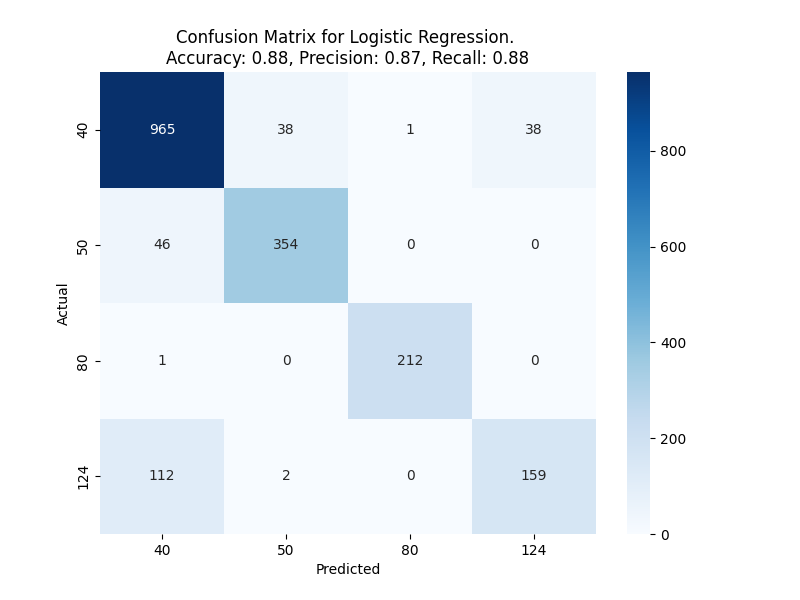 Confusion Matrix for Logistic Regression.
Accuracy: 0.88, Precision: 0.87, Recall: 0.88
40 965 38 1 38
50 46 354 0 0
80 1 0 212 0
124 112 2 0 159
40 50 80 124
Predicted
Actual
800
600
400
200
0